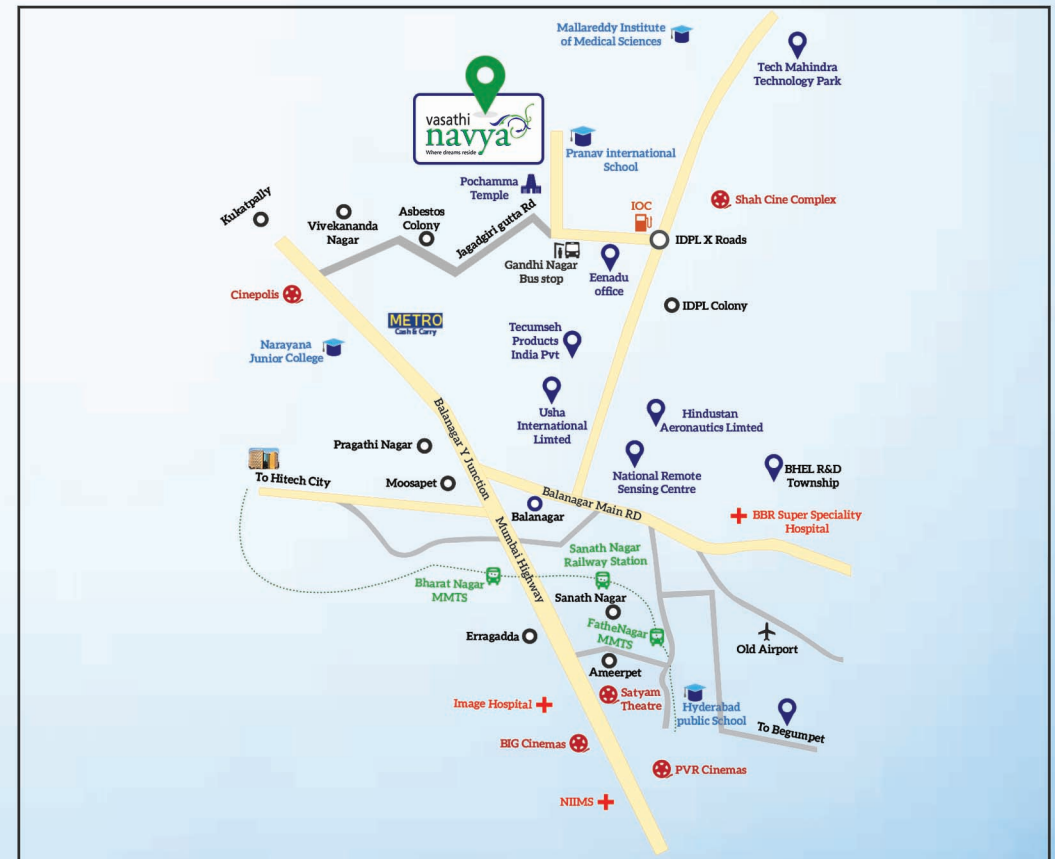 Mallareddy Institute
of Medical Sciences
Tech Mahindra
Technology Park
vasathi
navya
Where dreams reside
Pranav international
School
Pochamma
Temple
Shah Cine Complex
IOC
Kukatpally
Vivekananda
Nagar
Asbestos
Colony
Jagadgiri gutta Rd
IDPL X Roads
Gandhi Nagar
Bus stop
Eenadu
office
Cinepolis
IDPL Colony
METRO
Cash & Carry
Narayana
Junior College
Tecumseh
Products
India Pvt
Usha
International
Limted
Hindustan
Aeronautics Limted
Balanagar Y Junction
Pragathi Nagar
To Hitech City
Moosapet
National Remote
Sensing Centre
BHEL R&D
Township
Balanagar
Balanagar Main RD
BBR Super Speciality
Hospital
Mumbai Highway
Sanath Nagar
Railway Station
Bharat Nagar
MMTS
Sanath Nagar
FatheNagar
MMTS
Erragadda
Old Airport
Ameerpet
Satyam
Theatre
Image Hospital
Hyderabad
public School
To Begumpet
BIG Cinemas
PVR Cinemas
NIIMS